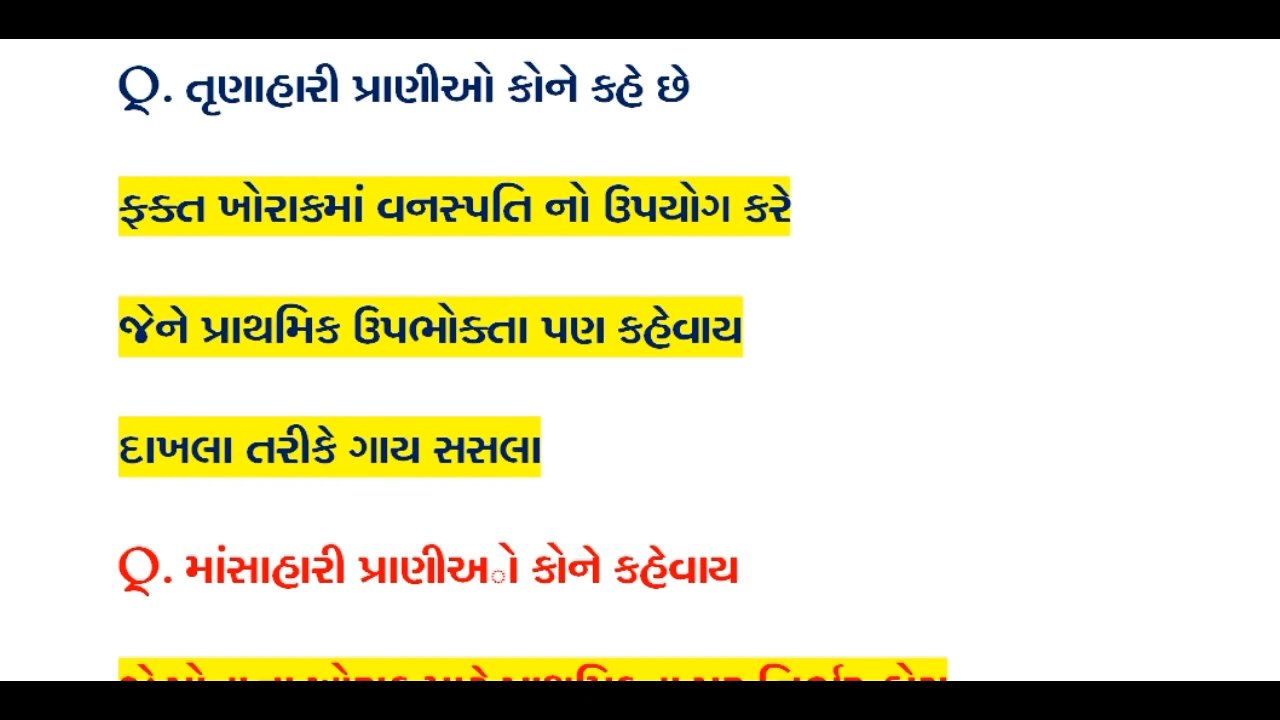 Q. તૃણાહારી પ્રાણીઓ કોને કહે છે
ફક્ત ખોરાકમાં વનસ્પતિ નો ઉપયોગ કરે
જેને પ્રાથમિક ઉપભોક્તા પણ કહેવાય
દાખલા તરીકે ગાય સસલા
Q. માંસાહારી પ્રાણીઅો કોને કહેવાય